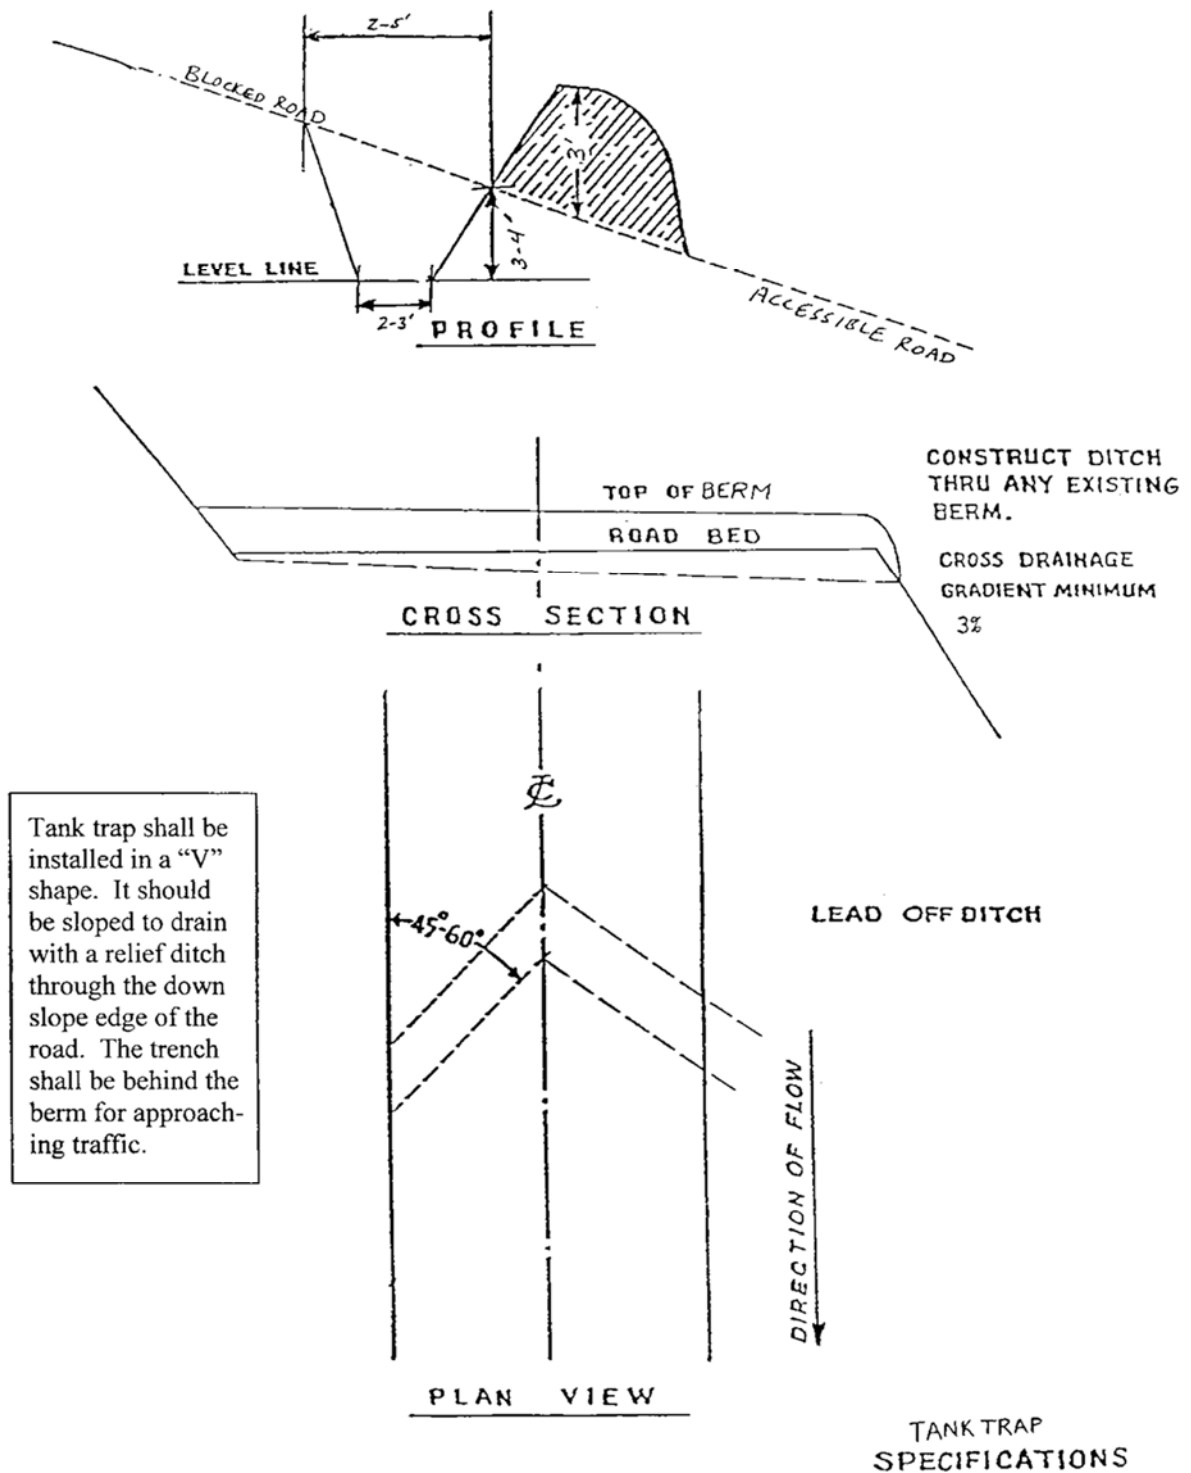 2-5'
BLOCKED ROAD
3'
3-4'
LEVEL LINE
2-3'
ACCESSIBLE ROAD
PROFILE
CONSTRUCT DITCH
THRU ANY EXISTING
BERM.
TOP OF BERM
ROAD BED
CROSS DRAINAGE
GRADIENT MINIMUM
3%
CROSS SECTION
℄
Tank trap shall be
installed in a “V”
shape. It should
be sloped to drain
with a relief ditch
through the down
slope edge of the
road. The trench
shall be behind the
berm for approach-
ing traffic.
45°-60°
LEAD OFF DITCH
DIRECTION OF FLOW
PLAN VIEW
TANK TRAP
SPECIFICATIONS